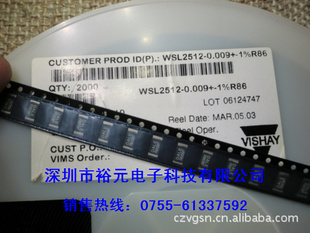 CUSTOMER PROD ID(P).: WSL2512-0.009+-1%R86
QTY: 2000
WSL2512-0.009+-1%R86
LOT 06124747
Reel Date: MAR.05.03
Reel Oper.
CUST P.O.
VIMS Order.:
VISHAY
深圳市裕元电子科技有限公司
销售热线: 0755-61337592
czvgsn.cn.alibaba.com